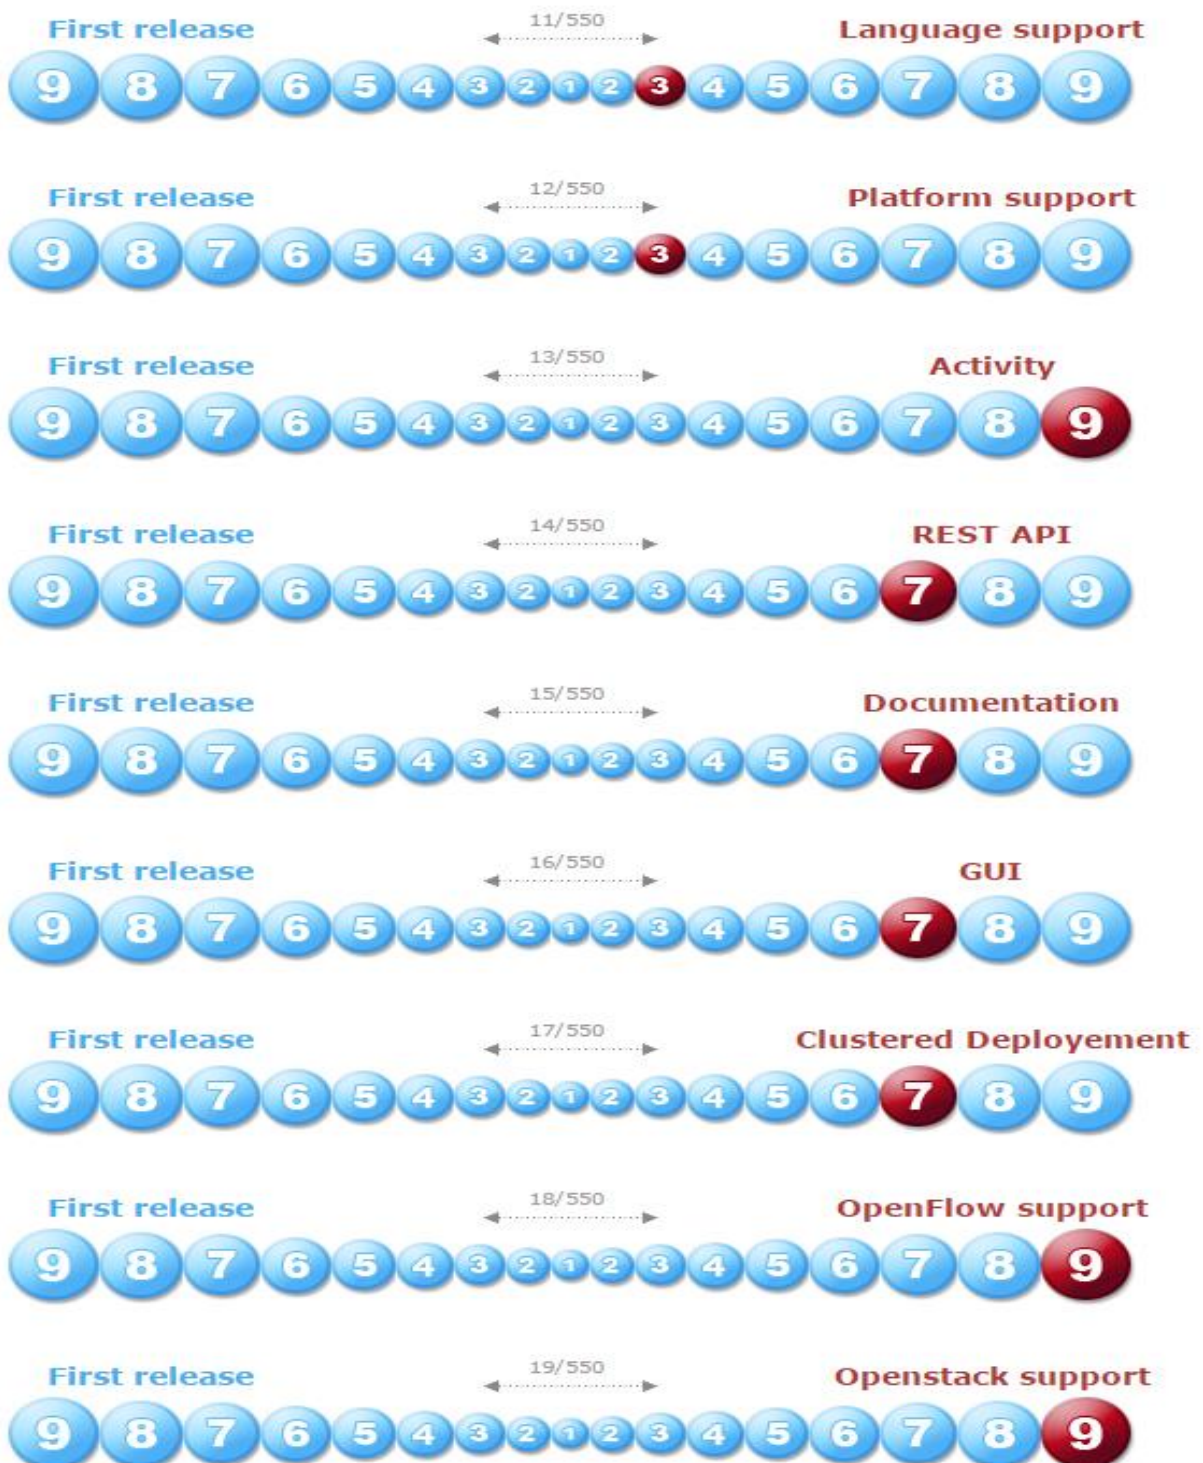 First release 11/550 Language support
9 8 7 6 5 4 3 2 1 2 3 4 5 6 7 8 9
First release 12/550 Platform support
9 8 7 6 5 4 3 2 1 2 3 4 5 6 7 8 9
First release 13/550 Activity
9 8 7 6 5 4 3 2 1 2 3 4 5 6 7 8 9
First release 14/550 REST API
9 8 7 6 5 4 3 2 1 2 3 4 5 6 7 8 9
First release 15/550 Documentation
9 8 7 6 5 4 3 2 1 2 3 4 5 6 7 8 9
First release 16/550 GUI
9 8 7 6 5 4 3 2 1 2 3 4 5 6 7 8 9
First release 17/550 Clustered Deployement
9 8 7 6 5 4 3 2 1 2 3 4 5 6 7 8 9
First release 18/550 OpenFlow support
9 8 7 6 5 4 3 2 1 2 3 4 5 6 7 8 9
First release 19/550 Openstack support
9 8 7 6 5 4 3 2 1 2 3 4 5 6 7 8 9